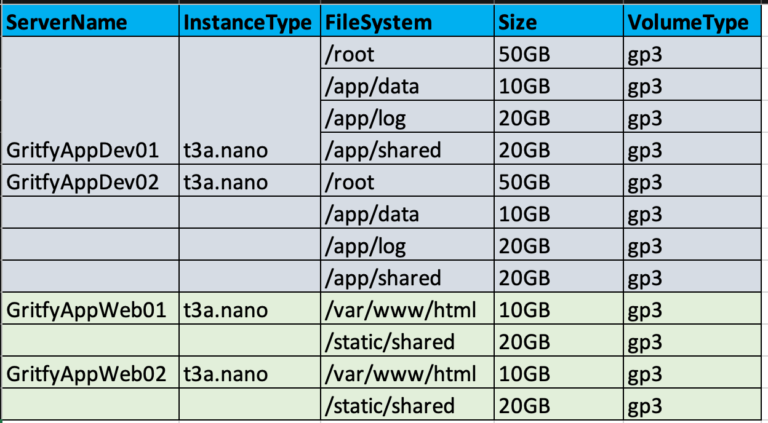 ServerName InstanceType FileSystem Size VolumeType
/root 50GB gp3
/app/data 10GB gp3
/app/log 20GB gp3
GritfyAppDev01 t3a.nano /app/shared 20GB gp3
GritfyAppDev02 t3a.nano /root 50GB gp3
/app/data 10GB gp3
/app/log 20GB gp3
/app/shared 20GB gp3
GritfyAppWeb01 t3a.nano /var/www/html 10GB gp3
/static/shared 20GB gp3
GritfyAppWeb02 t3a.nano /var/www/html 10GB gp3
/static/shared 20GB gp3